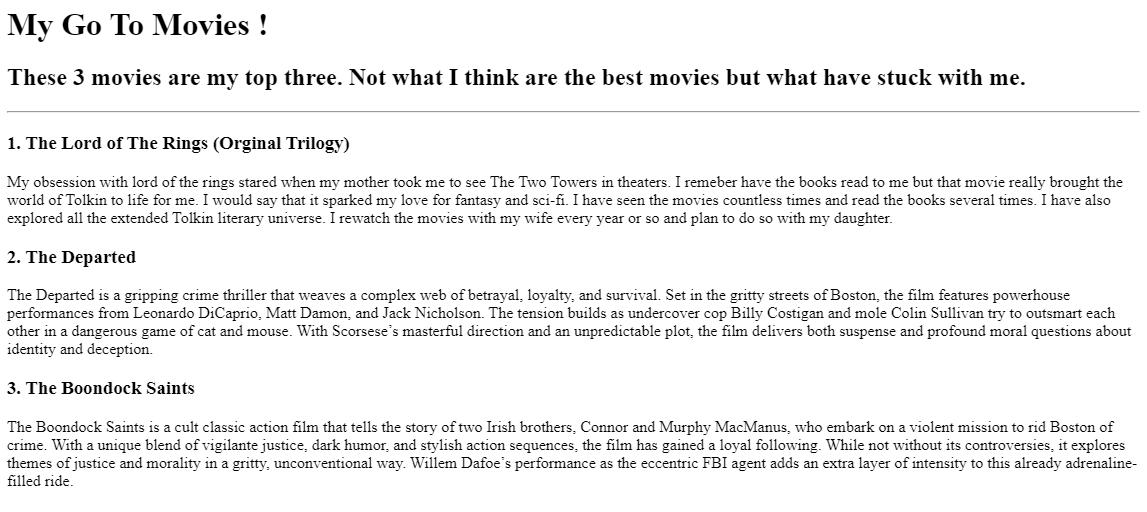 My Go To Movies !
These 3 movies are my top three. Not what I think are the best movies but what have stuck with me.
1. The Lord of The Rings (Orginal Trilogy)
My obsession with lord of the rings stared when my mother took me to see The Two Towers in theaters. I remeber have the books read to me but that movie really brought the
world of Tolkin to life for me. I would say that it sparked my love for fantasy and sci-fi. I have seen the movies countless times and read the books several times. I have also
explored all the extended Tolkin literary universe. I rewatch the movies with my wife every year or so and plan to do so with my daughter.
2. The Departed
The Departed is a gripping crime thriller that weaves a complex web of betrayal, loyalty, and survival. Set in the gritty streets of Boston, the film features powerhouse
performances from Leonardo DiCaprio, Matt Damon, and Jack Nicholson. The tension builds as undercover cop Billy Costigan and mole Colin Sullivan try to outsmart each
other in a dangerous game of cat and mouse. With Scorsese’s masterful direction and an unpredictable plot, the film delivers both suspense and profound moral questions about
identity and deception.
3. The Boondock Saints
The Boondock Saints is a cult classic action film that tells the story of two Irish brothers, Connor and Murphy MacManus, who embark on a violent mission to rid Boston of
crime. With a unique blend of vigilante justice, dark humor, and stylish action sequences, the film has gained a loyal following. While not without its controversies, it explores
themes of justice and morality in a gritty, unconventional way. Willem Dafoe’s performance as the eccentric FBI agent adds an extra layer of intensity to this already adrenaline-
filled ride.